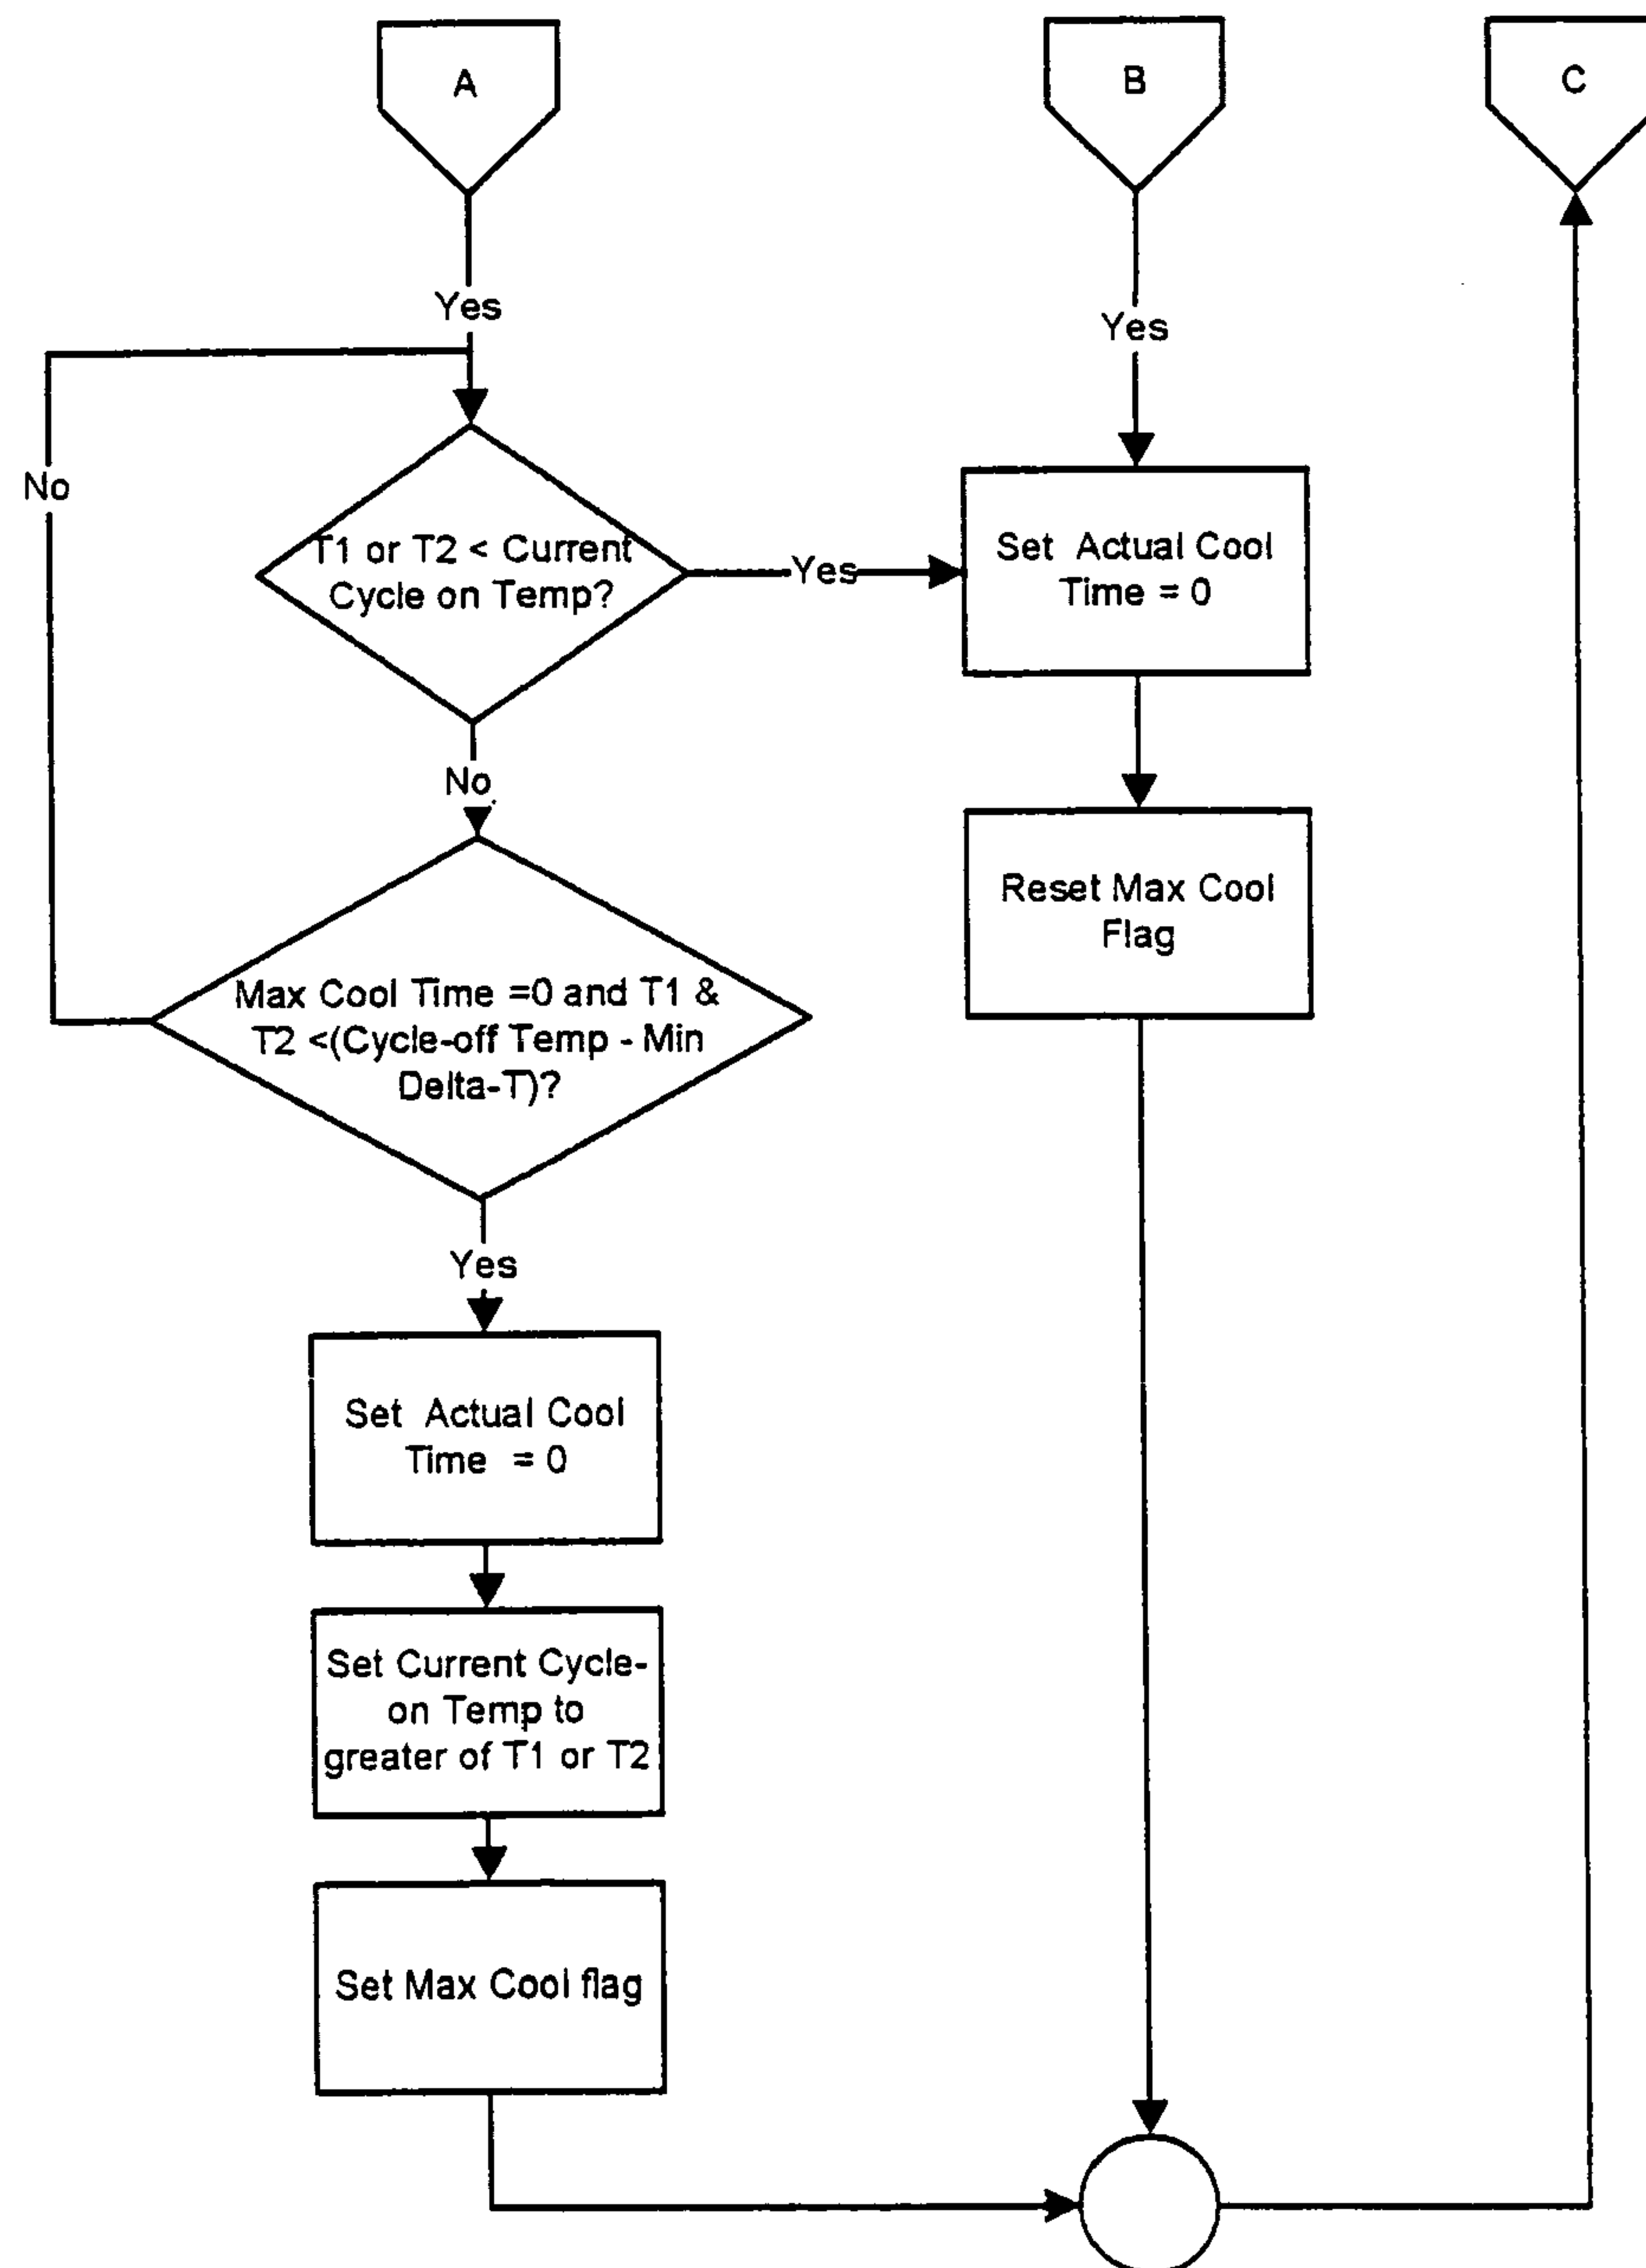 A
B
C
Yes
Yes
No
T1 or T2 < Current
Cycle on Temp?
Yes
Set Actual Cool
Time = 0
No
Reset Max Cool
Flag
Max Cool Time =0 and T1 &
T2 <(Cycle-off Temp - Min
Delta-T)?
Yes
Set Actual Cool
Time = 0
Set Current Cycle-
on Temp to
greater of T1 or T2
Set Max Cool flag